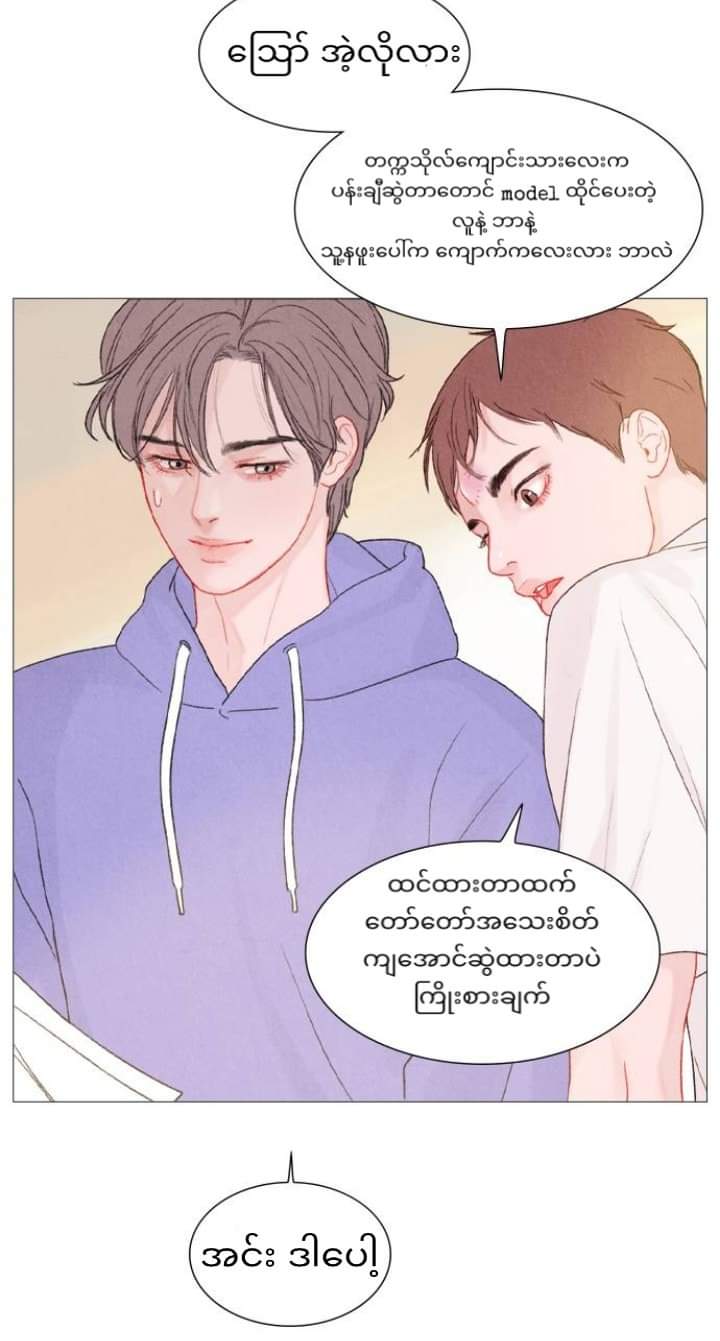 ဪ အဲ့လိုလား
တက္ကသိုလ်ကျောင်းသားလေးက
ပန်းချီဆွဲတာတောင် model ထိုင်ပေးတဲ့
လူနဲ့ ဘာနဲ့
သူ့နဖူးပေါ်က ကျောက်ကလေးလား ဘာလဲ
ထင်ထားတာထက်
တော်တော်အသေးစိတ်
ကျအောင်ဆွဲထားတာပဲ
ကြိုးစားချက်
အင်း ဒါပေါ့